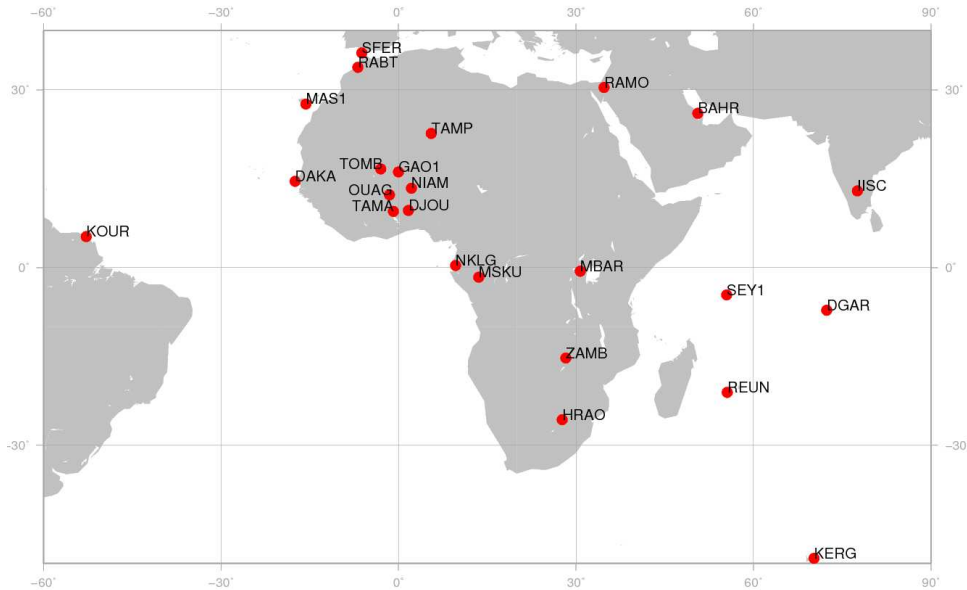 −60˚ −30˚ 0˚ 30˚ 60˚ 90˚
SFER
RABT
30˚ 30˚
RAMO
MAS1
BAHR
TAMP
TOMB GAO1
DAKA
NIAM
IISC
OUAG
TAMA DJOU
KOUR
NKLG
0˚ 0˚
MBAR
MSKU
SEY1
DGAR
ZAMB
REUN
HRAO
−30˚ −30
KERG
−60˚ −30˚ 0˚ 30˚ 60˚ 90˚